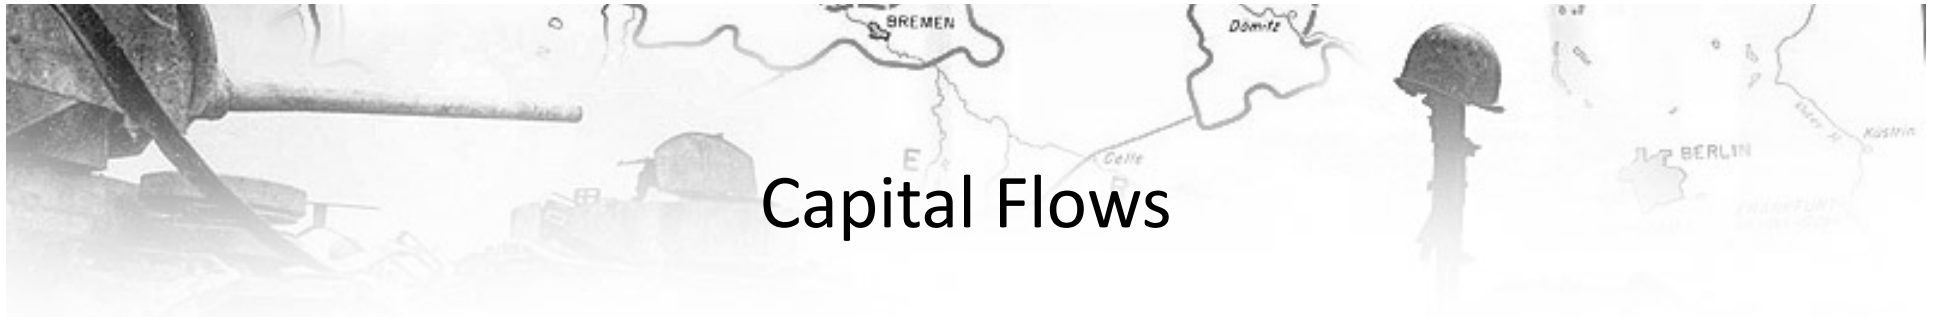 BREMEN
Dömitz
Küstrin
BERLIN
Celle
E
R
Capital Flows